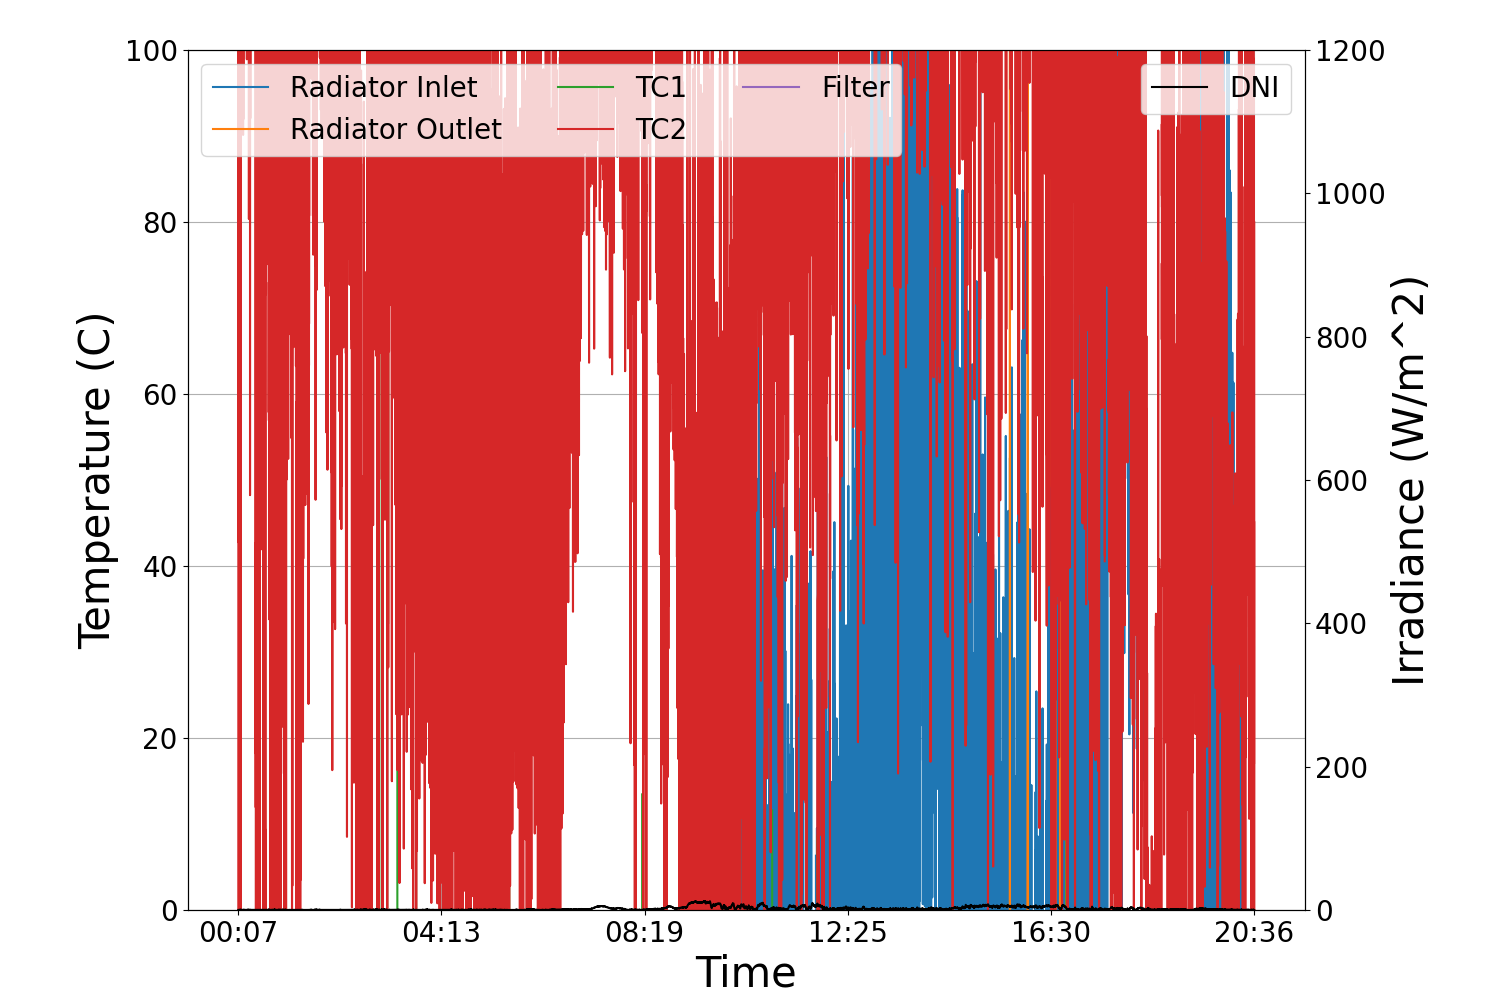 100
80
60
40
20
0
Temperature (C)
Radiator Inlet
Radiator Outlet
TC1
TC2
Filter
DNI
1200
1000
800
600
400
200
0
Irradiance (W/m^2)
00:07
04:13
08:19
12:25
16:30
20:36
Time